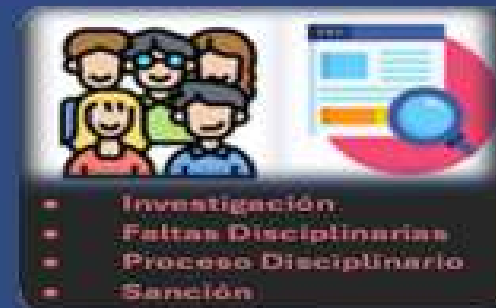 • Investigación
• Faltas Disciplinarias
• Proceso Disciplinario
• Sanción